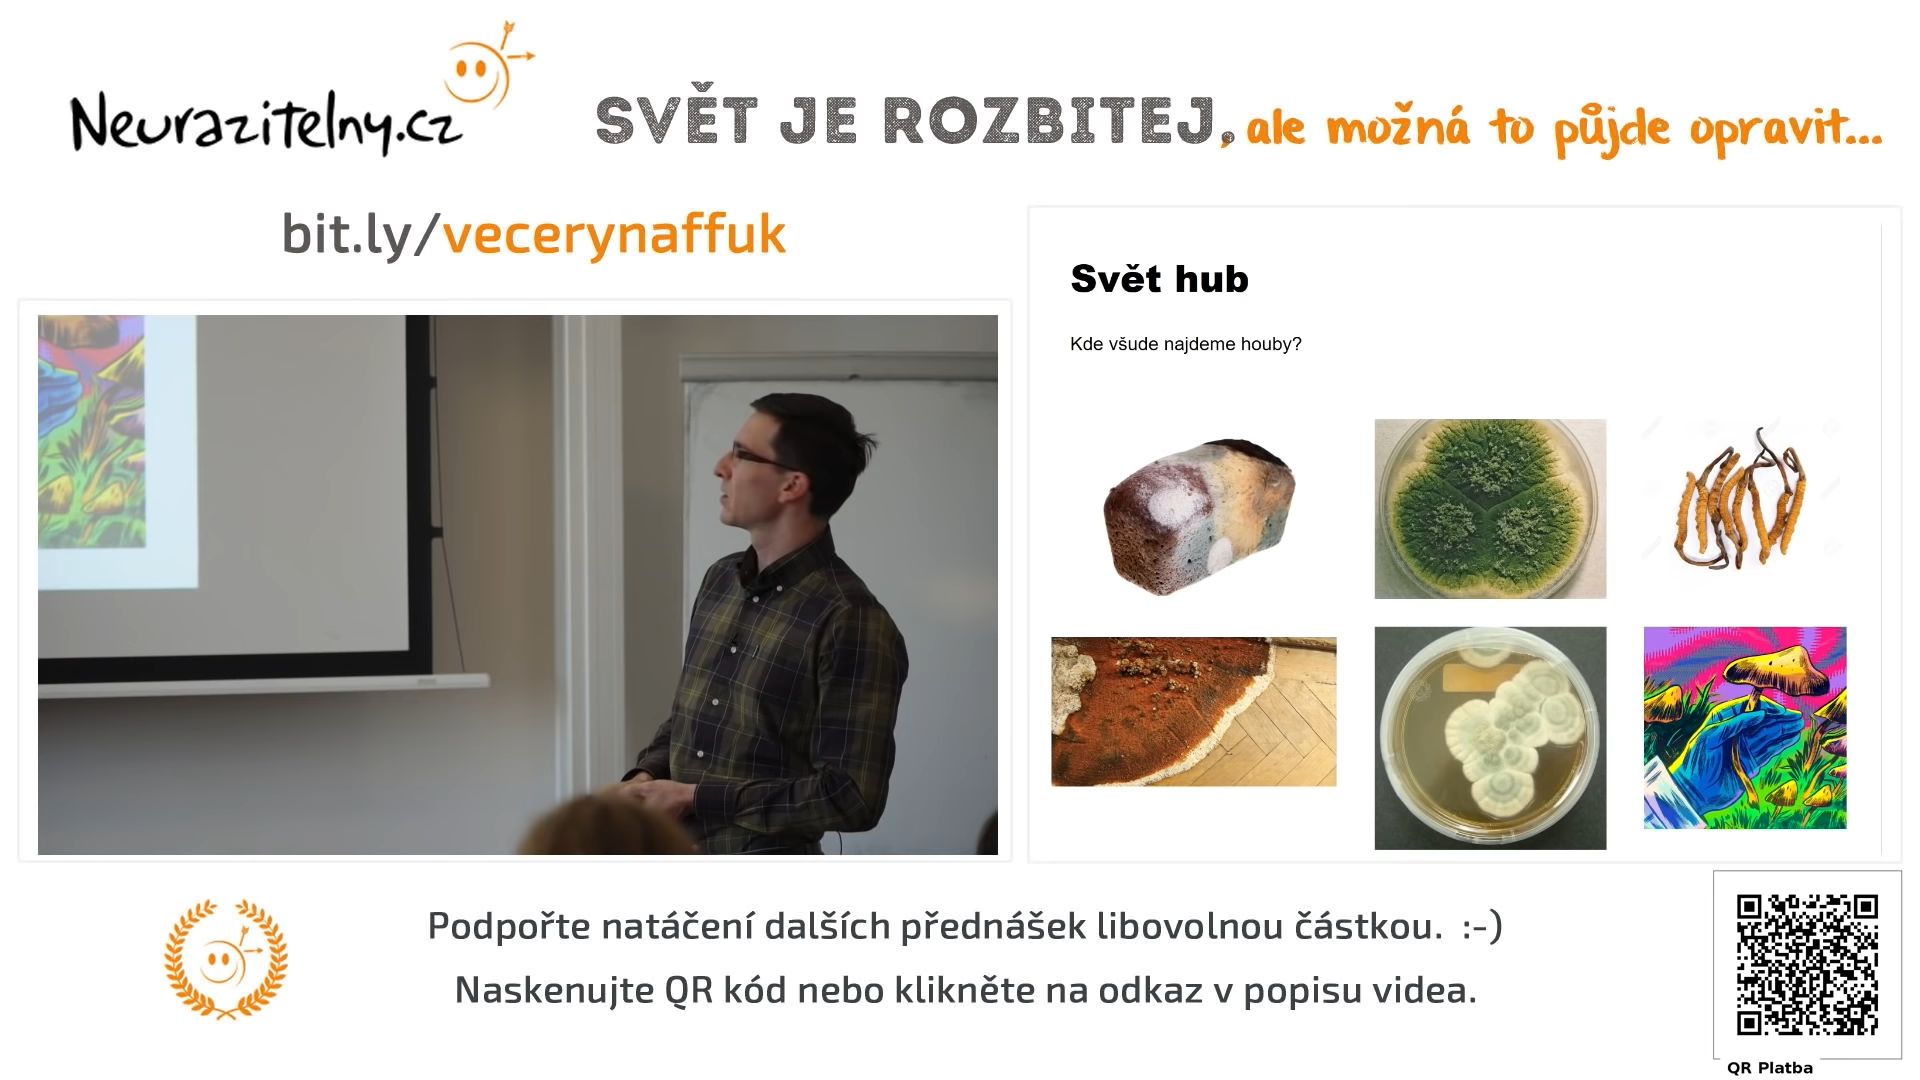 Neurazitelny.cz
SVĚT JE ROZBITEJ, ale možná to půjde opravit...
bit.ly/vecerynaffuk
Svět hub
Kde všude najdeme houby?
Podpořte natáčení dalších přednášek libovolnou částkou. :-)
Naskenujte QR kód nebo klikněte na odkaz v popisu videa.
QR Platba